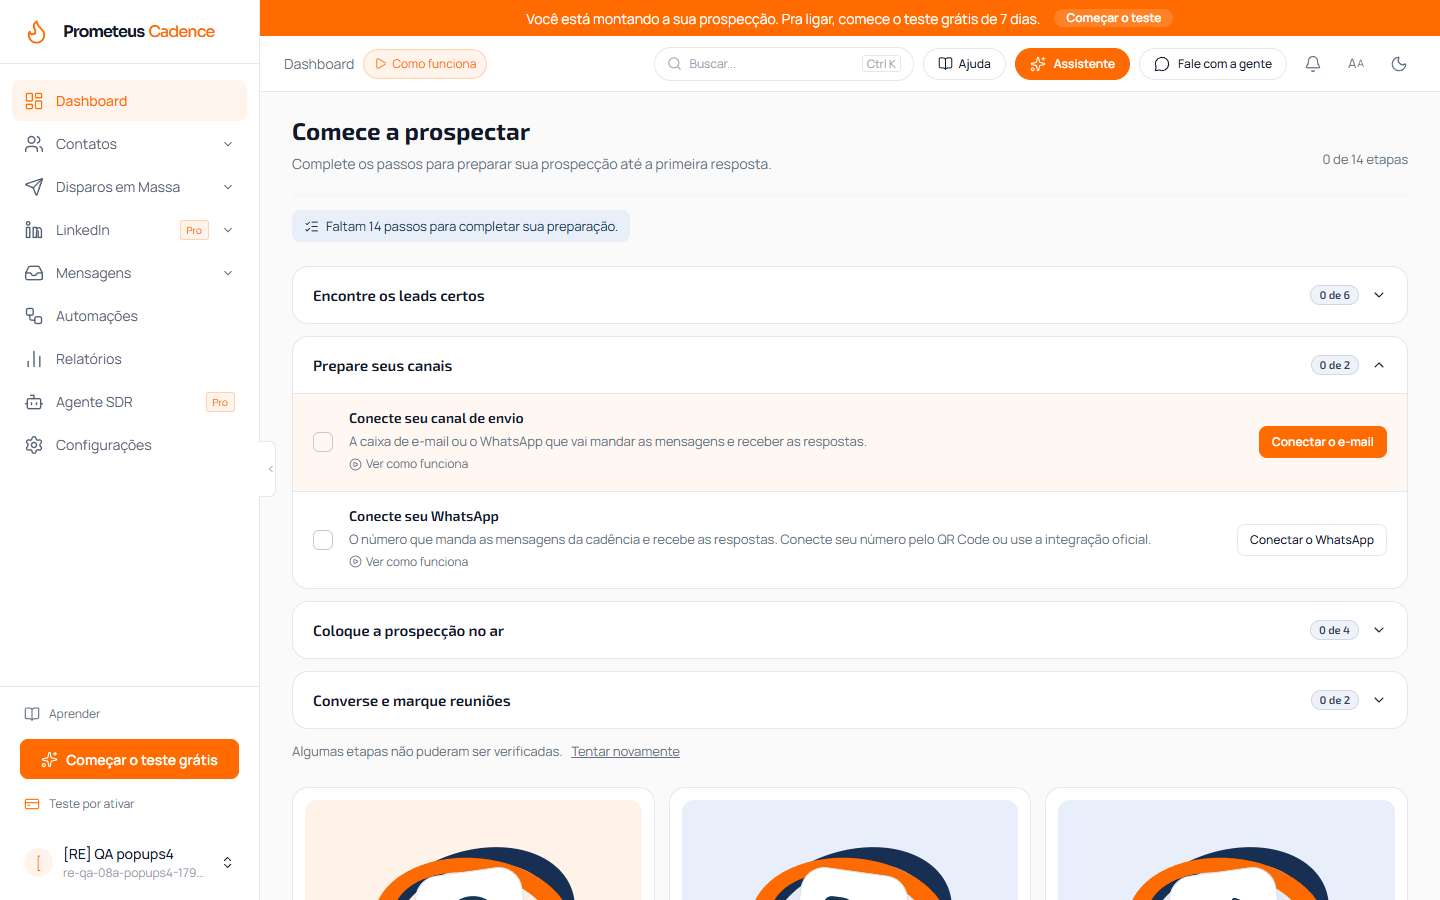 Prometeus Cadence
Você está montando a sua prospecção. Pra ligar, comece o teste grátis de 7 dias. Começar o teste
Dashboard
Como funciona
Buscar...
Ctrl K
Ajuda
Assistente
Fale com a gente
AA
Dashboard
Contatos
Disparos em Massa
LinkedIn Pro
Mensagens
Automações
Relatórios
Agente SDR Pro
Configurações
Aprender
Começar o teste grátis
Teste por ativar
[
[RE] QA popups4
re-qa-08a-popups4-179...
Comece a prospectar
Complete os passos para preparar sua prospecção até a primeira resposta.
0 de 14 etapas
Faltam 14 passos para completar sua preparação.
Encontre os leads certos
0 de 6
Prepare seus canais
0 de 2
Conecte seu canal de envio
A caixa de e-mail ou o WhatsApp que vai mandar as mensagens e receber as respostas.
Ver como funciona
Conectar o e-mail
Conecte seu WhatsApp
O número que manda as mensagens da cadência e recebe as respostas. Conecte seu número pelo QR Code ou use a integração oficial.
Ver como funciona
Conectar o WhatsApp
Coloque a prospecção no ar
0 de 4
Converse e marque reuniões
0 de 2
Algumas etapas não puderam ser verificadas. Tentar novamente